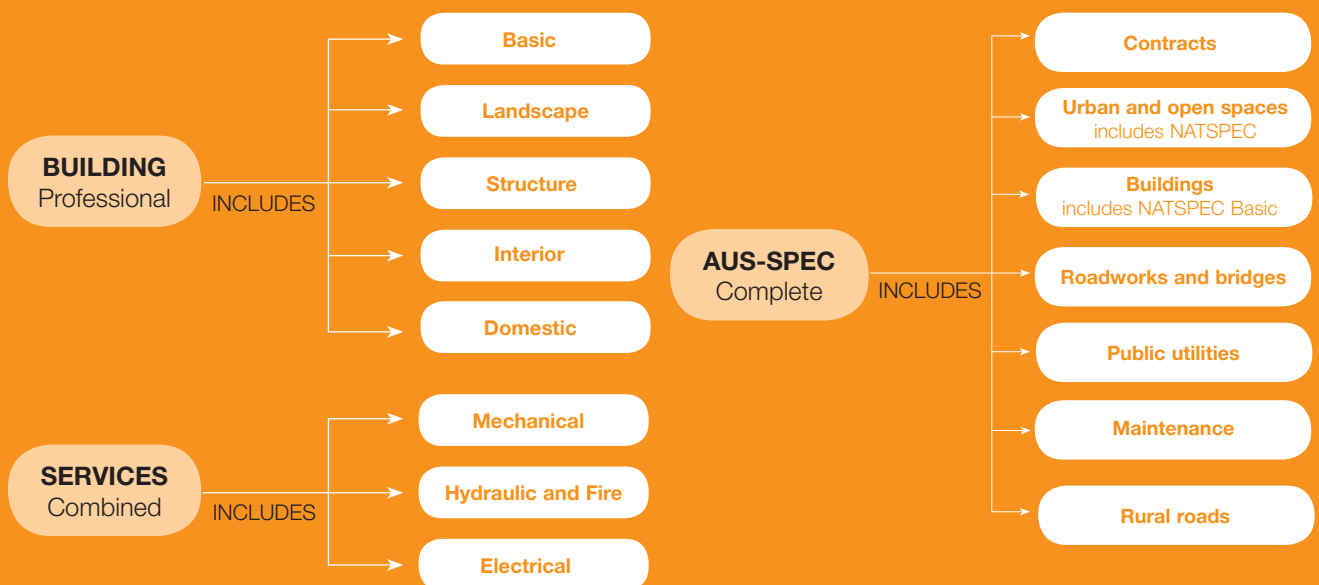 BUILDING
Professional
INCLUDES
Basic
Landscape
Structure
Interior
Domestic
SERVICES
Combined
INCLUDES
Mechanical
Hydraulic and Fire
Electrical
AUS-SPEC
Complete
INCLUDES
Contracts
Urban and open spaces
includes NATSPEC
Buildings
includes NATSPEC Basic
Roadworks and bridges
Public utilities
Maintenance
Rural roads